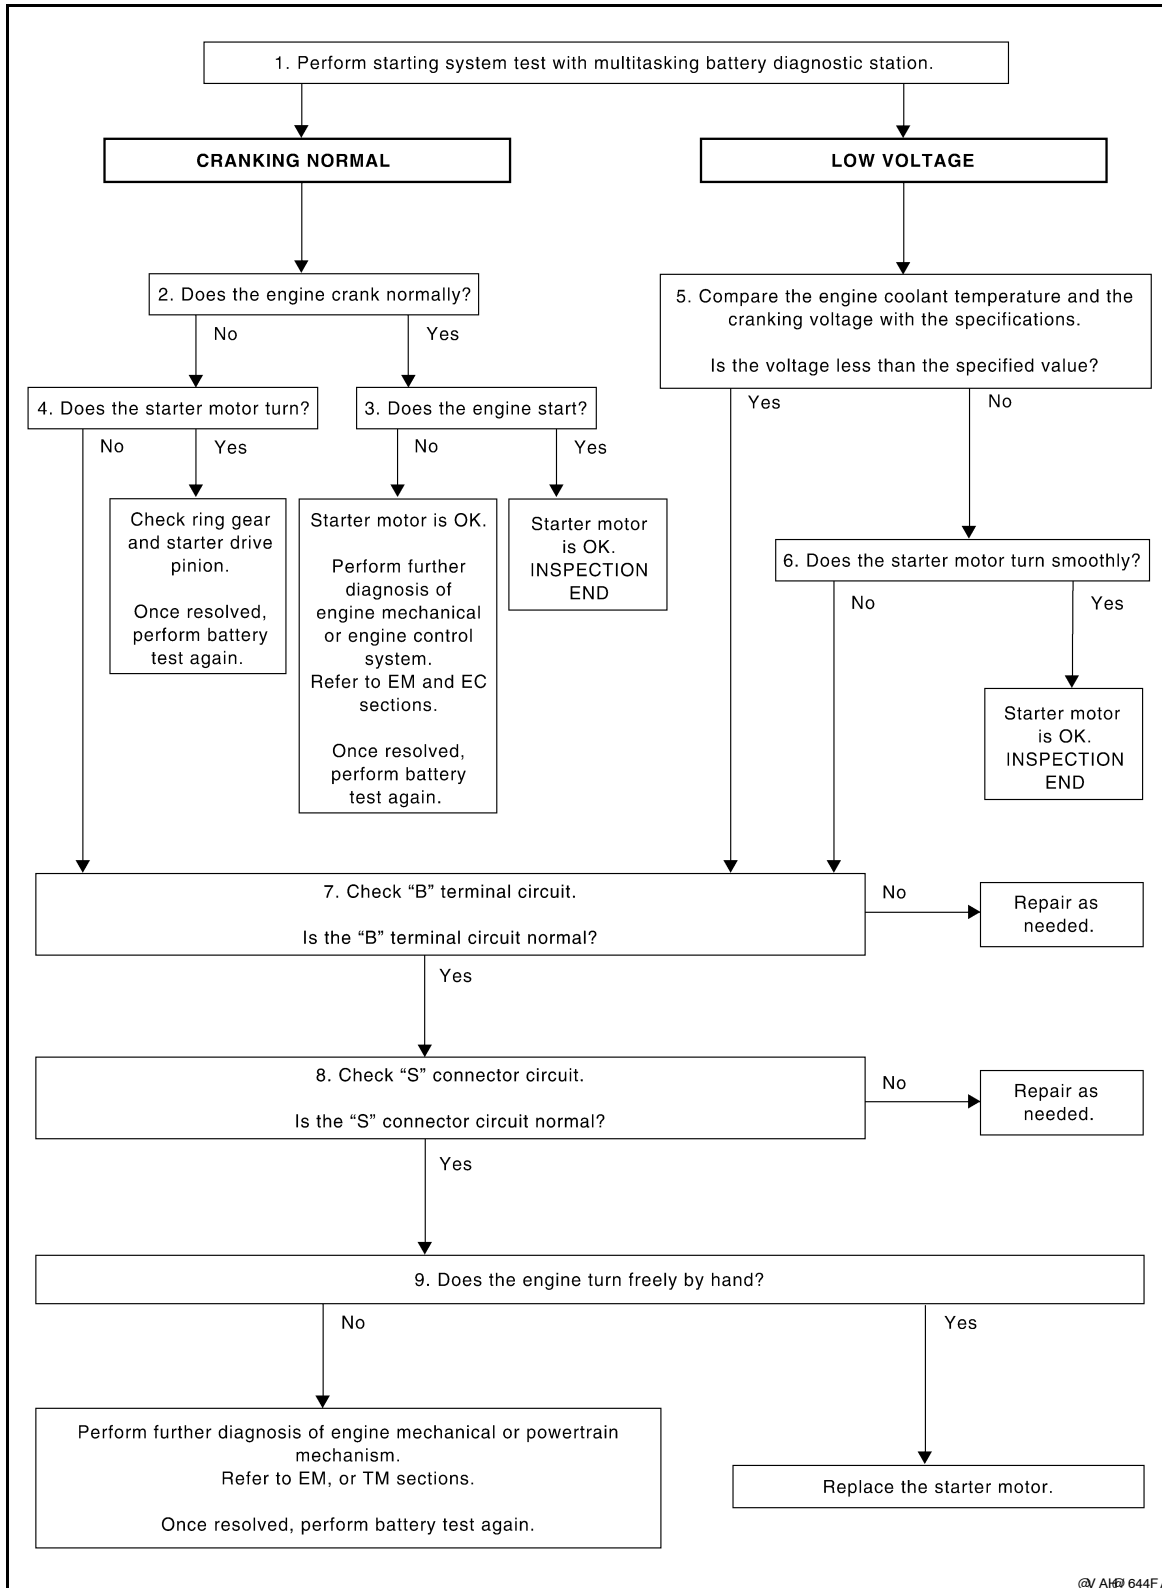 1. Perform starting system test with multitasking battery diagnostic station.
CRANKING NORMAL
LOW VOLTAGE
2. Does the engine crank normally?
No
Yes
4. Does the starter motor turn?
No
Yes
3. Does the engine start?
No
Yes
Check ring gear
and starter drive
pinion.
Once resolved,
perform battery
test again.
Starter motor is OK.
Perform further
diagnosis of
engine mechanical
or engine control
system.
Refer to EM and EC
sections.
Once resolved,
perform battery
test again.
Starter motor
is OK.
INSPECTION
END
5. Compare the engine coolant temperature and the
cranking voltage with the specifications.
Is the voltage less than the specified value?
Yes
No
6. Does the starter motor turn smoothly?
No
Yes
Starter motor
is OK.
INSPECTION
END
7. Check “B” terminal circuit.
Is the “B” terminal circuit normal?
No
Repair as
needed.
Yes
8. Check “S” connector circuit.
Is the “S” connector circuit normal?
No
Repair as
needed.
Yes
9. Does the engine turn freely by hand?
No
Yes
Perform further diagnosis of engine mechanical or powertrain
mechanism.
Refer to EM, or TM sections.
Once resolved, perform battery test again.
Replace the starter motor.